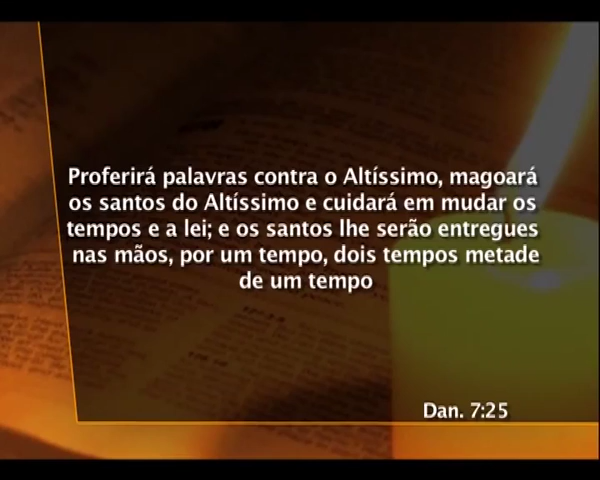 Proferirá palavras contra o Altíssimo, magoará
os santos do Altíssimo e cuidará em mudar os
tempos e a lei; e os santos lhe serão entregues
nas mãos, por um tempo, dois tempos metade
de um tempo
Dan. 7:25